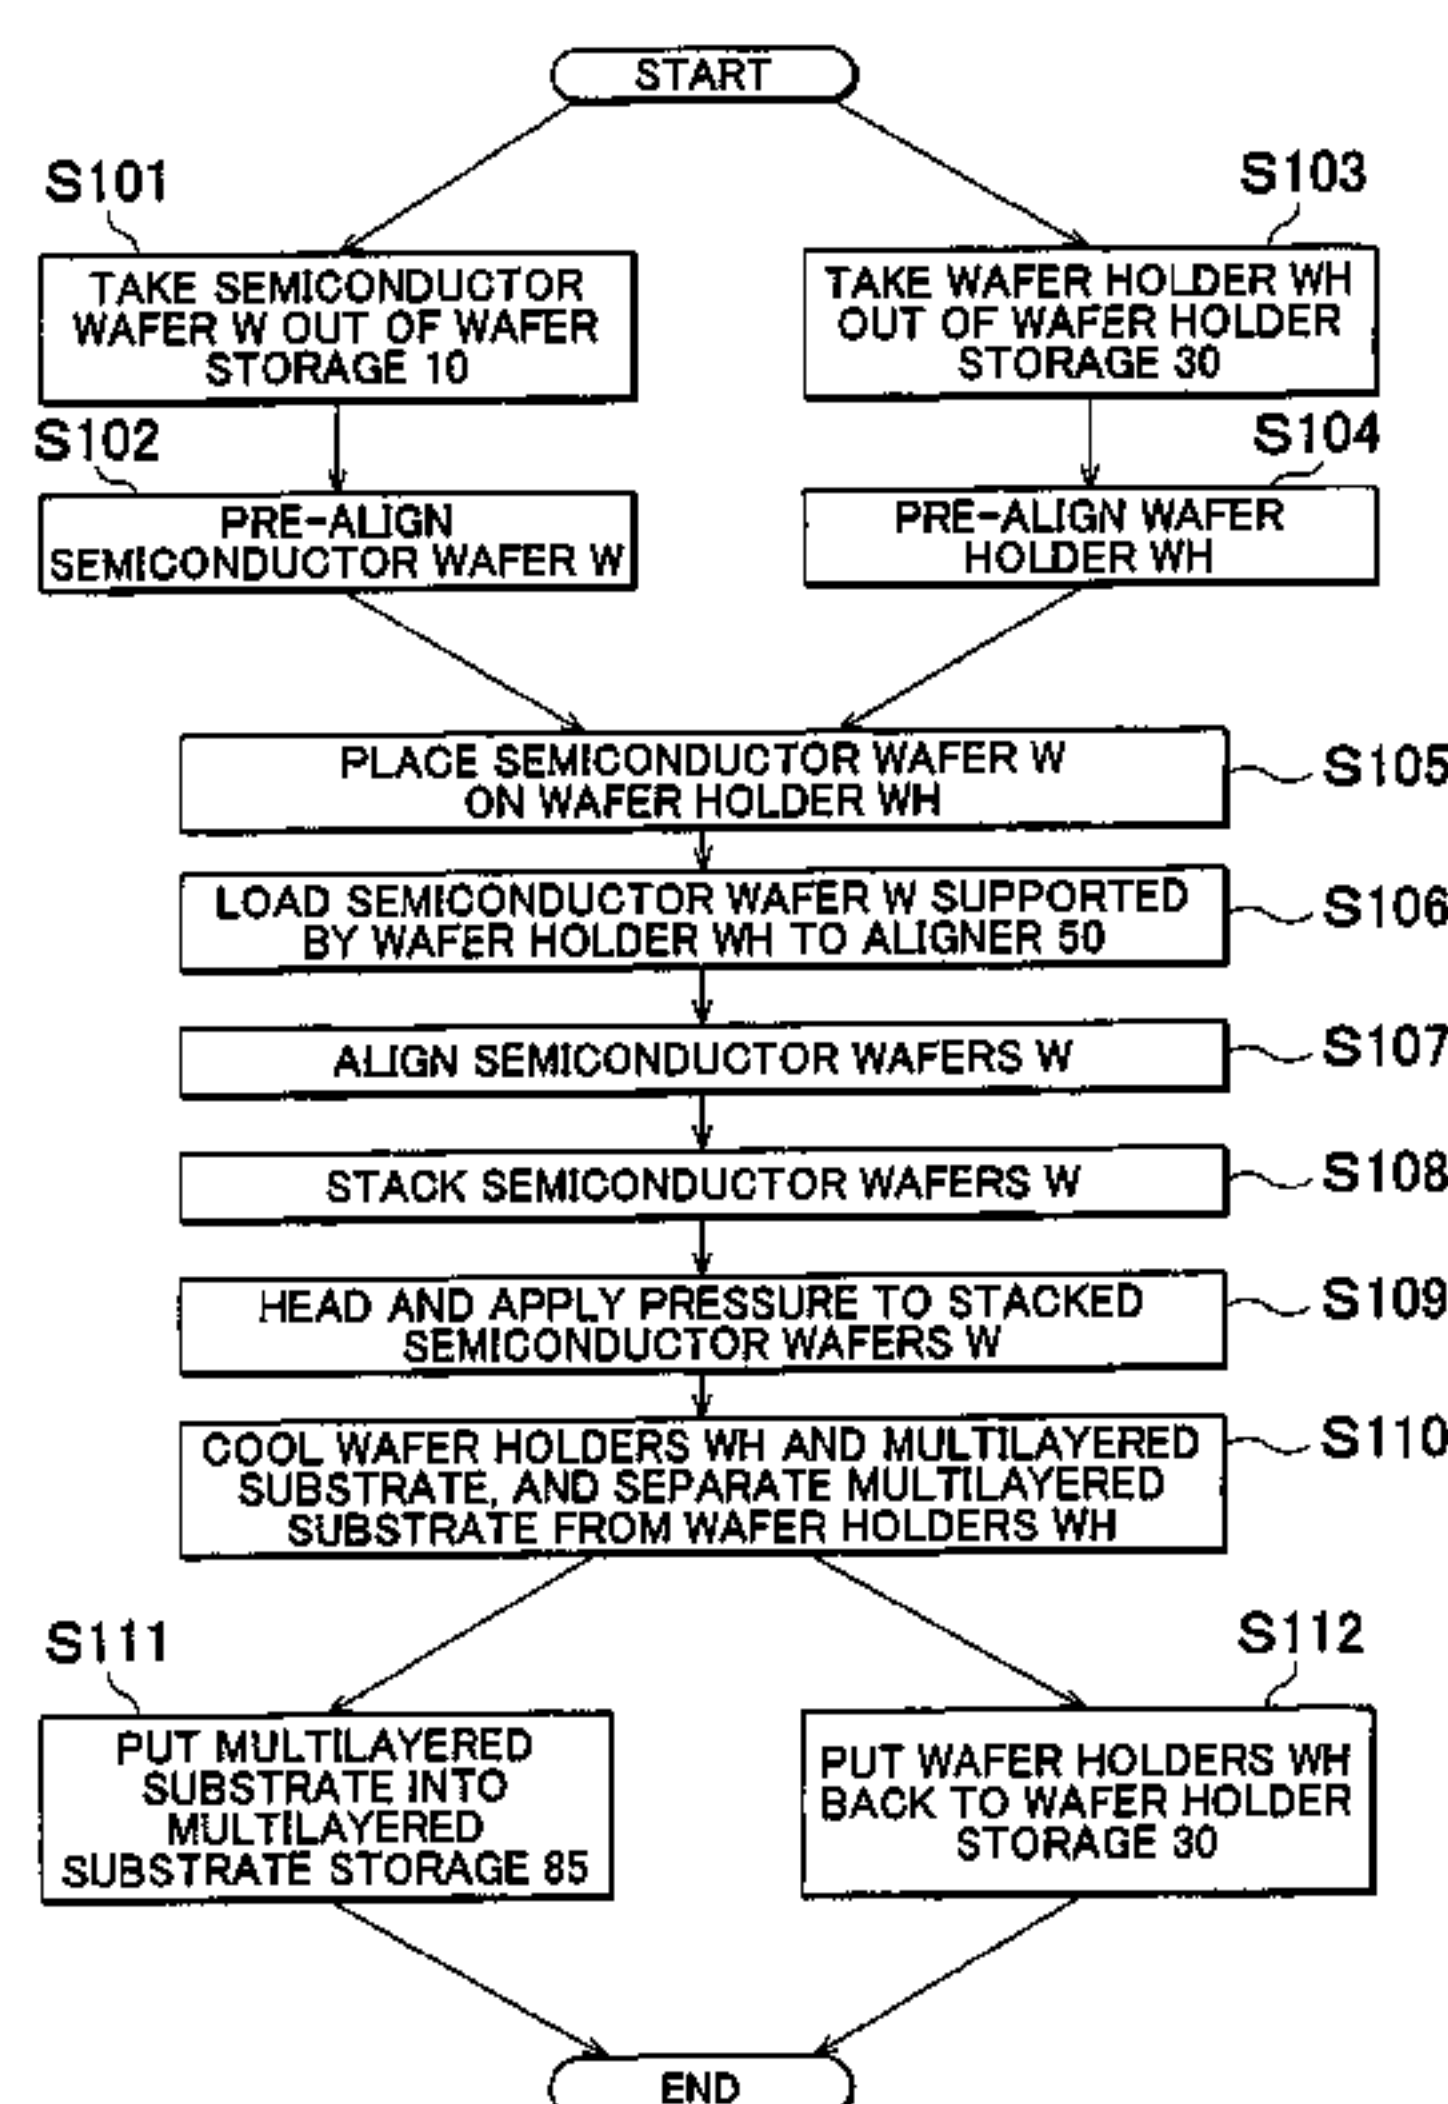 START
S101
TAKE SEMICONDUCTOR
WAFER W OUT OF WAFER
STORAGE 10
S103
TAKE WAFER HOLDER WH
OUT OF WAFER HOLDER
STORAGE 30
S102
PRE-ALIGN
SEMICONDUCTOR WAFER W
S104
PRE-ALIGN WAFER
HOLDER WH
PLACE SEMICONDUCTOR WAFER W
ON WAFER HOLDER WH
S105
LOAD SEMICONDUCTOR WAFER W SUPPORTED
BY WAFER HOLDER WH TO ALIGNER 50
S106
ALIGN SEMICONDUCTOR WAFERS W
S107
STACK SEMICONDUCTOR WAFERS W
S108
HEAD AND APPLY PRESSURE TO STACKED
SEMICONDUCTOR WAFERS W
S109
COOL WAFER HOLDERS WH AND MULTILAYERED
SUBSTRATE, AND SEPARATE MULTILAYERED
SUBSTRATE FROM WAFER HOLDERS WH
S110
S111
PUT MULTILAYERED
SUBSTRATE INTO
MULTILAYERED
SUBSTRATE STORAGE 85
S112
PUT WAFER HOLDERS WH
BACK TO WAFER HOLDER
STORAGE 30
END